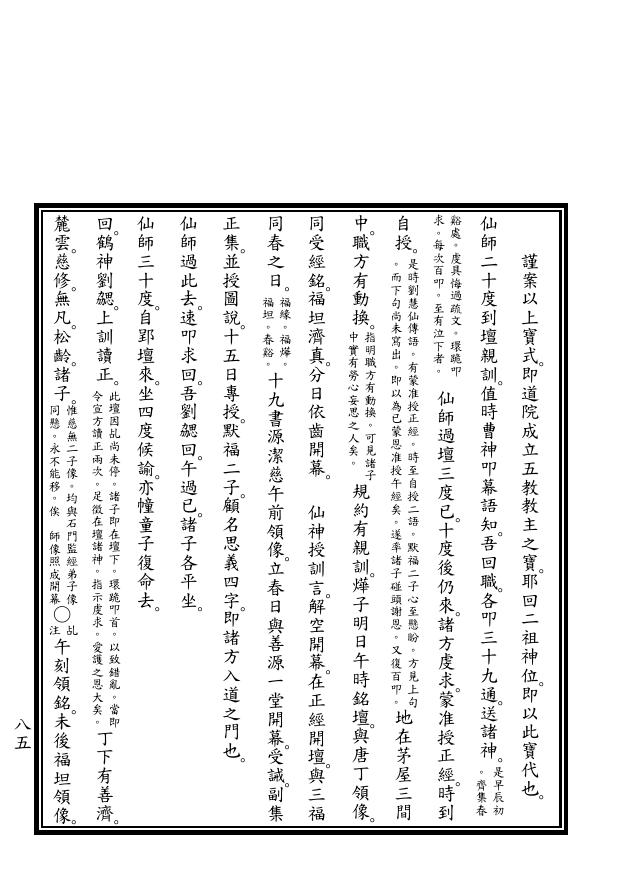 謹案以上寶式。即道院成立五教教主之寶。耶回二祖神位。即以此寶代也。
仙師二十度到壇親訓。值時曹神叩幕語知。吾回職。各叩三十九通。送諸神。是早辰初。齊集春
谿處。虔具悔過疏文。環跪叩求。每次百叩。至有泣下者。　仙師過壇三度已。十度後仍來。諸方虔求。蒙准授正經。時到
自授。是時劉慧仙傳語。有蒙准授正經。時至自授二語。默福二子心至懸盼。方見上句。而下句尚未寫出。即以為已蒙恩准授午經矣。遂率諸子碰頭謝恩。又復百叩。地在茅屋三間
中。職方有動換。指明職方有動換。可見諸子中實有勞心妄思之人矣。規約有親訓。燁子明日午時銘壇。與唐丁領像。
同受經銘。福坦濟真。分日依齒開幕。　仙神授訓言。解空開幕。在正經開壇。與三福
同春之日。福緣。福燁。福坦。春谿。十九書源潔慈午前領像。立春日與善源一堂開幕。受誡。副集
正集。並授圖說。十五日專授。默福二子。顧名思義四字。即諸方入道之門也。
仙師過此去。速叩求回。吾劉勰。回午過已。諸子各平坐。
仙師三十度。自郢壇來。坐四度候諭。亦幢童子復命去。
回。鶴神劉勰。上訓讀正。此壇因乩尚未停。諸子即在壇下。環跪叩首。以致錯亂。當即令宣方讀正兩次。足徵在壇諸神。指示虔求。愛護之恩大矣。丁下有善濟。
麓雲。慈修。無凡。松齡。諸子。惟慈無二子像。均與石門監經弟子像同懸。永不能移。俟　師像照成開幕〇乩注午刻領銘。未後福坦領像。
八五